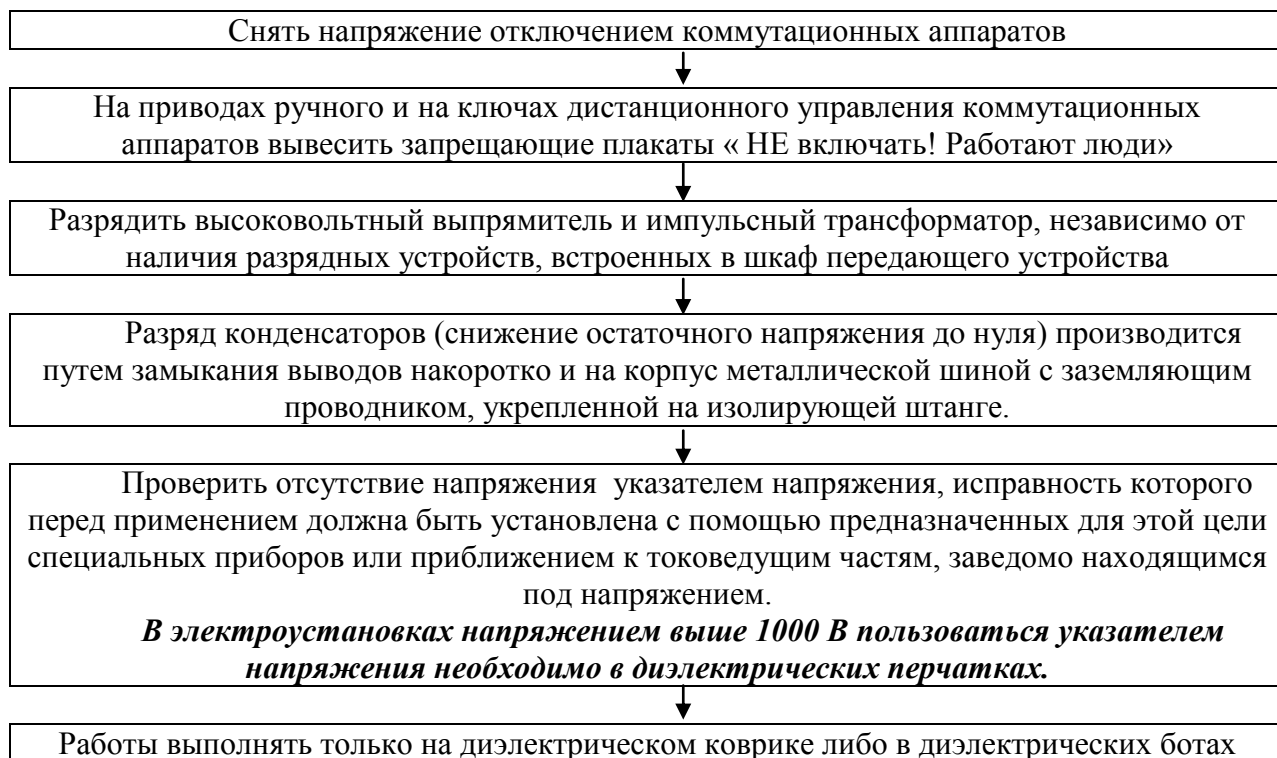 Снять напряжение отключением коммутационных аппаратов
На приводах ручного и на ключах дистанционного управления коммутационных
аппаратов вывесить запрещающие плакаты « НЕ включать! Работают люди»
Разрядить высоковольтный выпрямитель и импульсный трансформатор, независимо от
наличия разрядных устройств, встроенных в шкаф передающего устройства
Разряд конденсаторов (снижение остаточного напряжения до нуля) производится
путем замыкания выводов накоротко и на корпус металлической шиной с заземляющим
проводником, укрепленной на изолирующей штанге.
Проверить отсутствие напряжения указателем напряжения, исправность которого
перед применением должна быть установлена с помощью предназначенных для этой цели
специальных приборов или приближением к токоведущим частям, заведомо находящимся
под напряжением.
В электроустановках напряжением выше 1000 В пользоваться указателем
напряжения необходимо в диэлектрических перчатках.
Работы выполнять только на диэлектрическом коврике либо в диэлектрических ботах